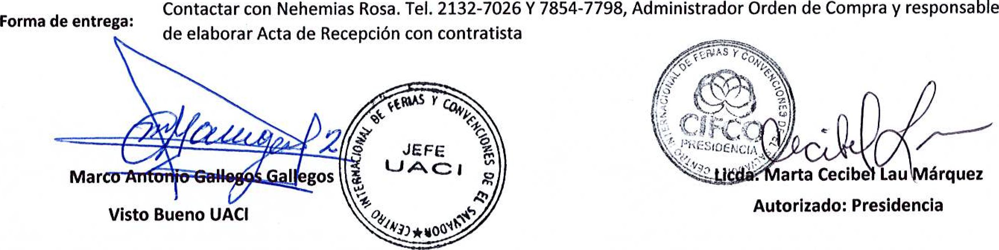 Contactar con Nehemias Rosa. Tel. 2132-7026 Y 7854-7798, Administrador Orden de Compra y responsable
Forma de entrega:
de elaborar Acta de Recepción con contratista
CENTRO INTERNACIONAL DE FERIAS Y CONVENCIONES DE EL SALVADOR
CIFCO
PRESIDENCIA
CENTRO INTERNACIONAL DE FERIAS Y CONVENCIONES DE EL SALVADOR
JEFE
UACI
Cecibel L
Marco Antonio Gallegos Gallegos
Licda. Marta Cecibel Lau Márquez
Visto Bueno UACI
Autorizado: Presidencia